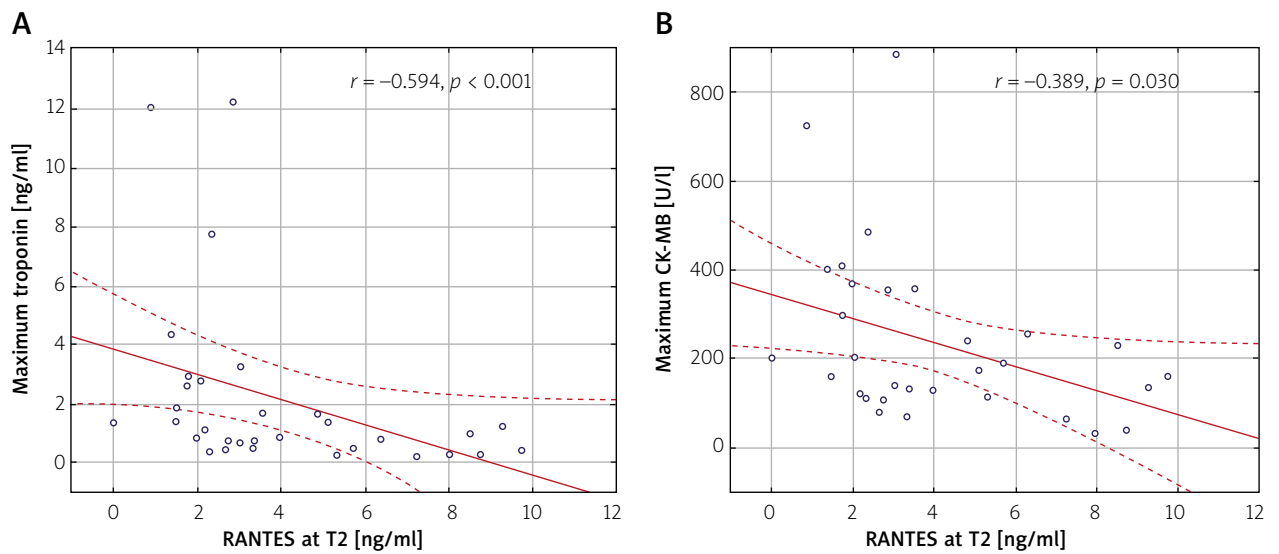 A
14
12
10
8
6
4
2
0
Maximum troponin [ng/ml]
r = −0.594, p < 0.001
0 2 4 6 8 10 12
RANTES at T2 [ng/ml]
B
800
600
400
200
0
Maximum CK-MB [U/l]
r = −0.389, p = 0.030
0 2 4 6 8 10 12
RANTES at T2 [ng/ml]